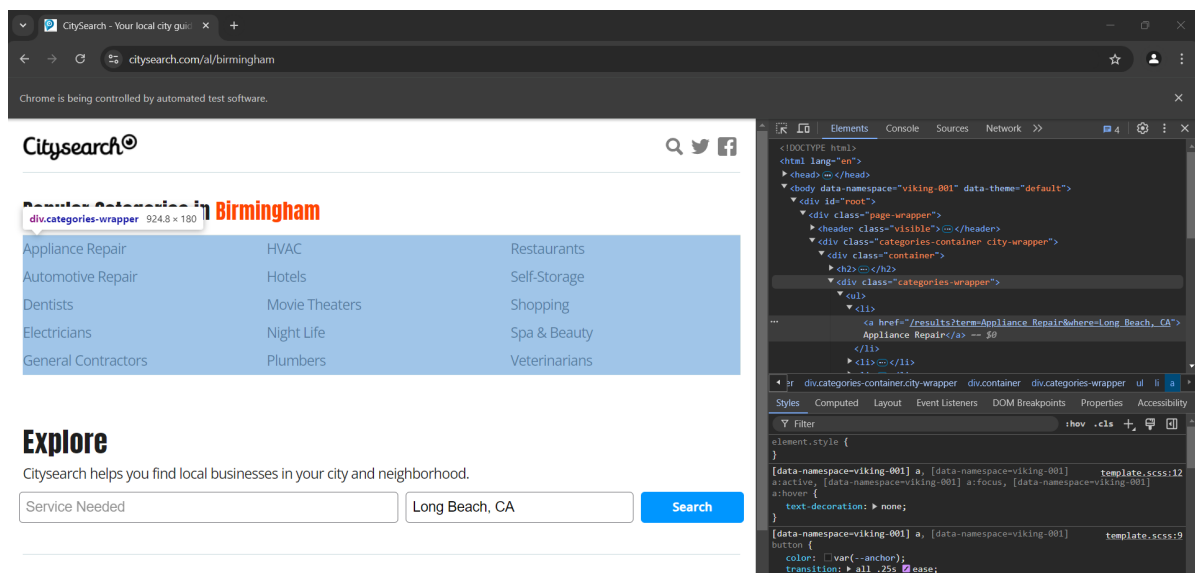 CitySearch - Your local city guid
citysearch.com/al/birmingham
Chrome is being controlled by automated test software.
Citysearch
Popular Categories in Birmingham
div.categories-wrapper 924.8 × 180
Appliance Repair HVAC Restaurants
Automotive Repair Hotels Self-Storage
Dentists Movie Theaters Shopping
Electricians Night Life Spa & Beauty
General Contractors Plumbers Veterinarians
Explore
Citysearch helps you find local businesses in your city and neighborhood.
Service Needed Long Beach, CA Search
Elements Console Sources Network 4
<!DOCTYPE html>
<html lang="en">
<head> </head>
<body data-namespace="viking-001" data-theme="default">
<div id="root">
<div class="page-wrapper">
<header class="visible"> </header>
<div class="categories-container city-wrapper">
<div class="container">
<h2> </h2>
<div class="categories-wrapper">
<ul>
<li>
<a href="/results?term=Appliance Repair&where=Long Beach, CA">
Appliance Repair</a> == $0
</li>
<li> </li>
er div.categories-container.city-wrapper div.container div.categories-wrapper ul li a
Styles Computed Layout Event Listeners DOM Breakpoints Properties Accessibility
Filter :hov .cls
element.style {
}
[data-namespace=viking-001] a, [data-namespace=viking-001] template.scss:12
a:active, [data-namespace=viking-001] a:focus, [data-namespace=viking-001]
a:hover {
text-decoration: none;
}
[data-namespace=viking-001] a, [data-namespace=viking-001] template.scss:9
button {
color: var(--anchor);
transition: all .25s ease;